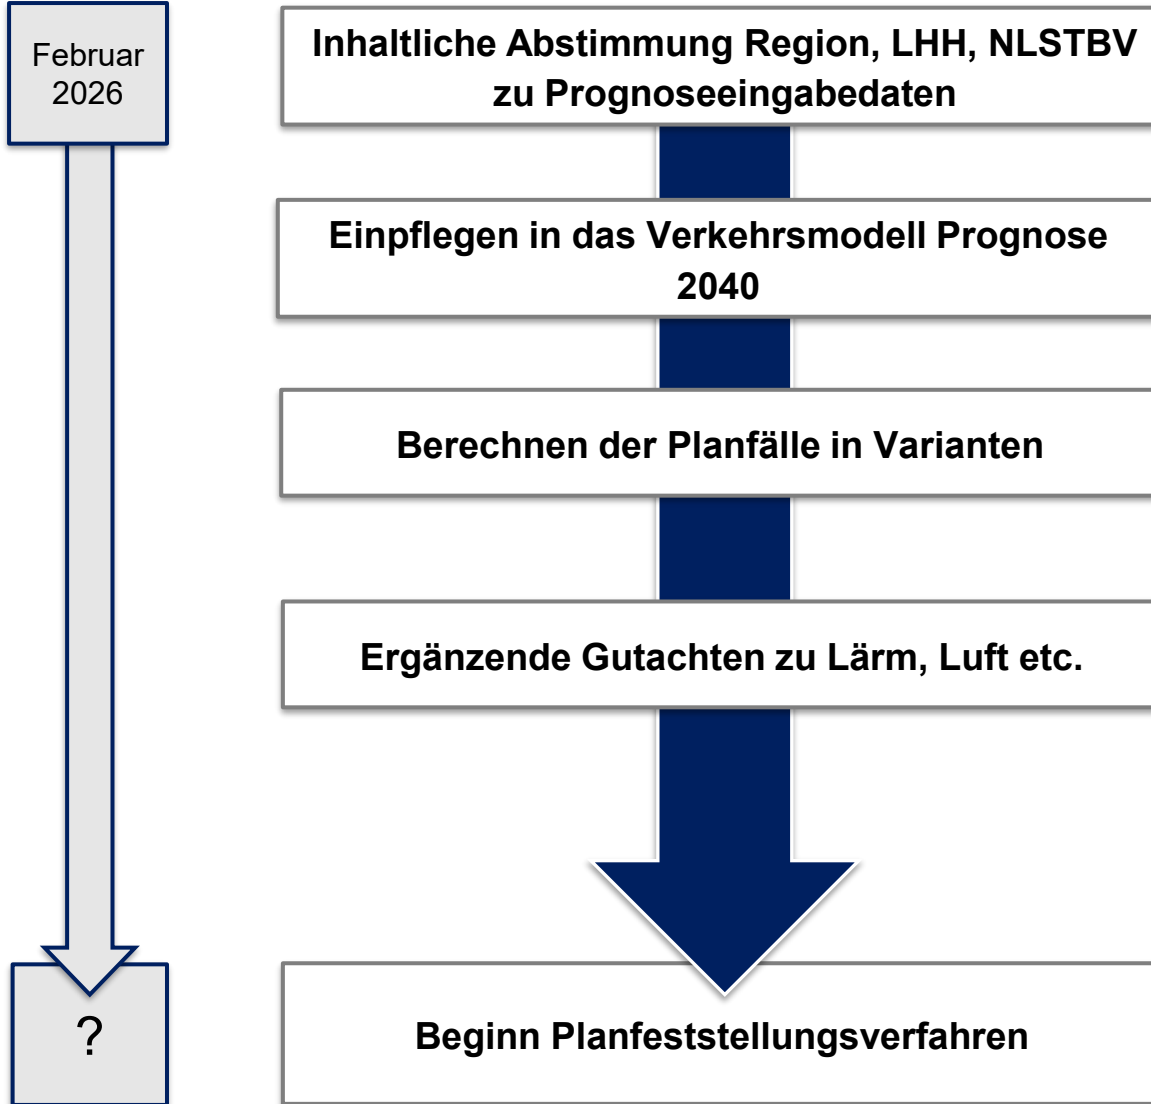 Februar
2026
Inhaltliche Abstimmung Region, LHH, NLSTBV
zu Prognoseeingabedaten
Einpflegen in das Verkehrsmodell Prognose
2040
Berechnen der Planfälle in Varianten
Ergänzende Gutachten zu Lärm, Luft etc.
?
Beginn Planfeststellungsverfahren